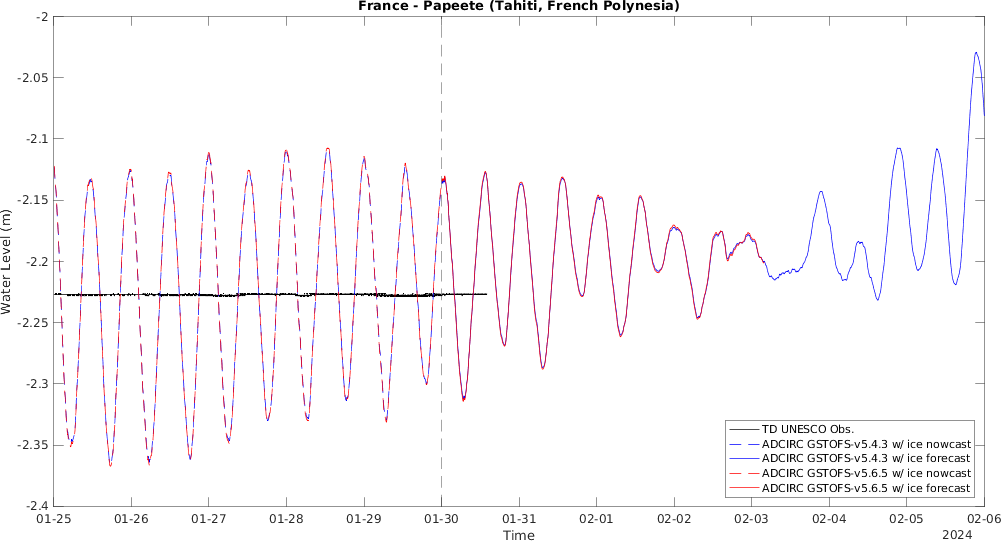 France - Papeete (Tahiti, French Polynesia)
-2
-2.05
-2.1
-2.15
-2.2
-2.25
-2.3
-2.35
-2.4
Water Level (m)
TD UNESCO Obs.
ADCIRC GSTOFS-v5.4.3 w/ ice nowcast
ADCIRC GSTOFS-v5.4.3 w/ ice forecast
ADCIRC GSTOFS-v5.6.5 w/ ice nowcast
ADCIRC GSTOFS-v5.6.5 w/ ice forecast
01-25 01-26 01-27 01-28 01-29 01-30 01-31 02-01 02-02 02-03 02-04 02-05 02-06
Time
2024